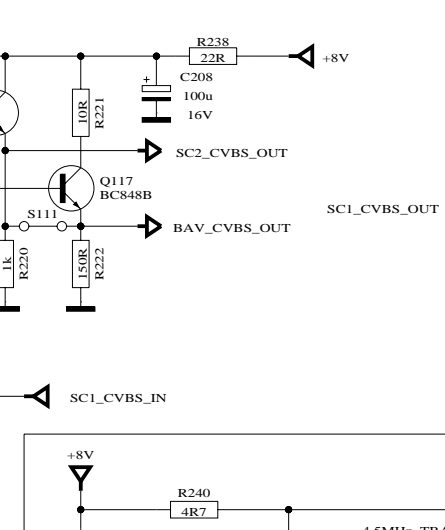 R238
22R
+8V
+
C208
100u
16V
10R
R221
SC2_CVBS_OUT
Q117
BC848B
SC1_CVBS_OUT
S111
BAV_CVBS_OUT
1k
R220
150R
R222
SC1_CVBS_IN
+8V
R240
4R7